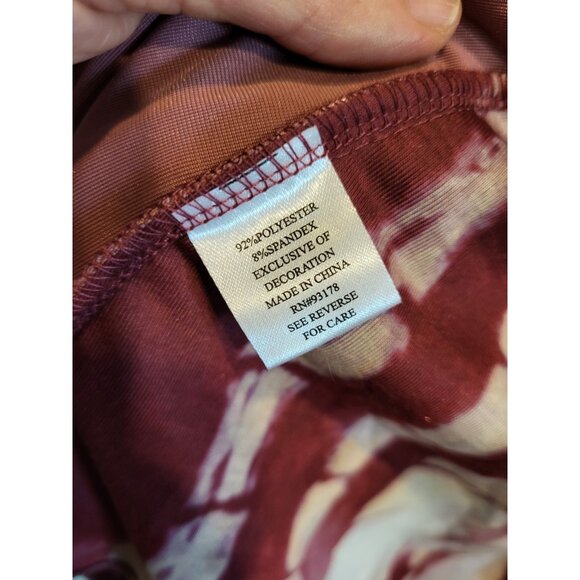 92%POLYESTER
8%SPANDEX
EXCLUSIVE OF
DECORATION
MADE IN CHINA
RN#93178
SEE REVERSE
FOR CARE